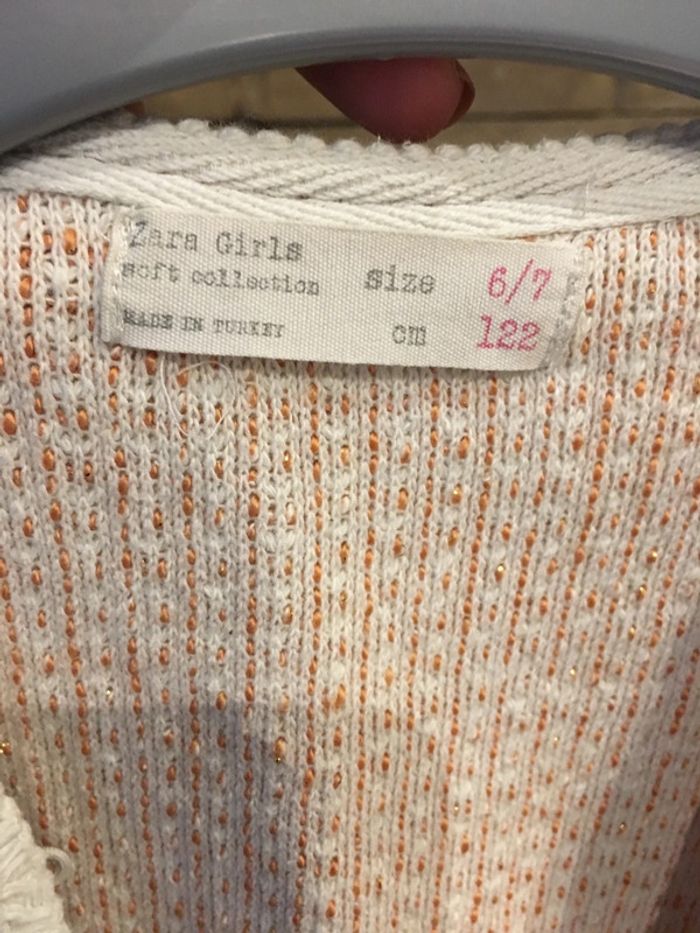 Zara Girls
soft collection size 6/7
MADE IN TURKEY cm 122